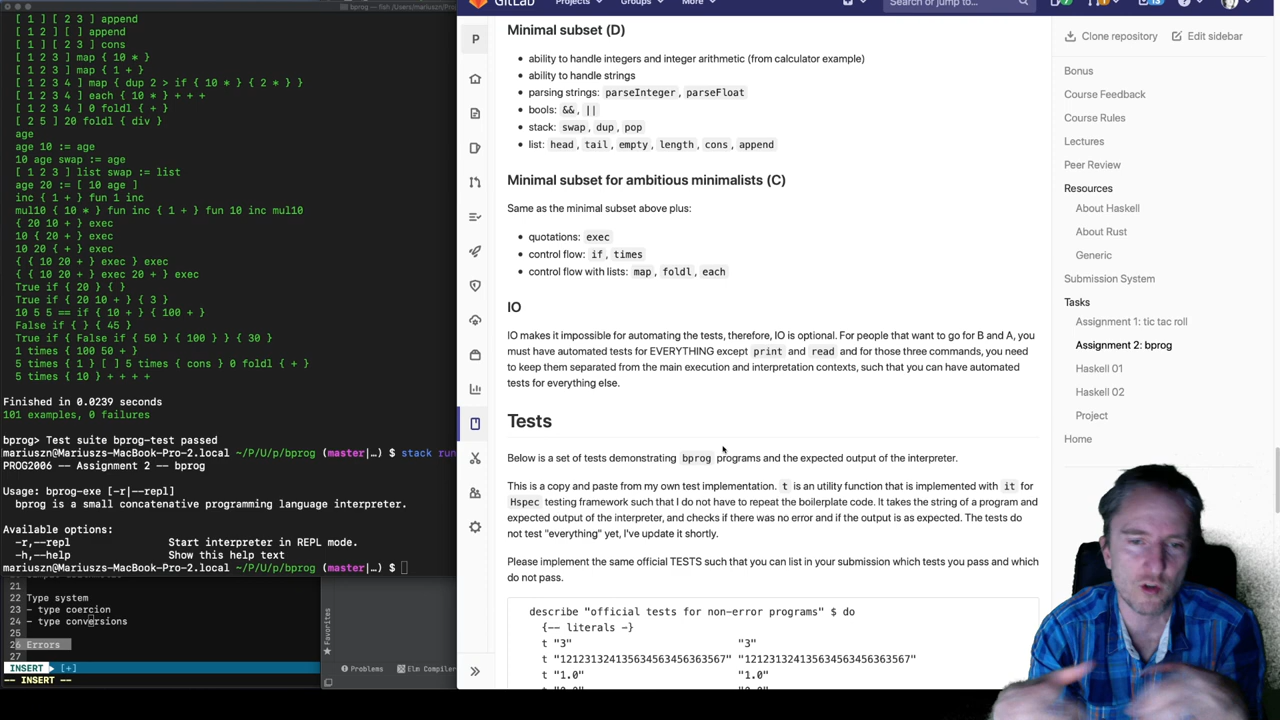 [ 1 ] [ 2 3 ] append
[ 1 2 ] [ ] append
[ 1 ] [ 2 3 ] cons
[ 1 2 3 ] map { 10 * }
[ 1 2 3 ] map { 1 + }
[ 1 2 3 4 ] map { dup 2 > if { 10 * } { 2 * } }
[ 1 2 3 4 ] each { 10 * } + + +
[ 1 2 3 4 ] 0 foldl { + }
[ 2 5 ] 20 foldl { div }
age
age 10 := age
10 age swap := age
[ 1 2 3 ] list swap := list
age 20 := [ 10 age ]
inc { 1 + } fun 1 inc
mul10 { 10 * } fun inc { 1 + } fun 10 inc mul10
{ 20 10 + } exec
10 { 20 + } exec
10 20 { + } exec
{ { 10 20 + } exec } exec
{ { 10 20 + } exec 20 + } exec
True if { 20 } { }
True if { 20 10 + } { 3 }
10 5 5 == if { 10 + } { 100 + }
False if { } { 45 }
True if { False if { 50 } { 100 } } { 30 }
1 times { 100 50 + }
5 times { 1 } [ ] 5 times { cons } 0 foldl { + }
5 times { 10 } + + + +
Finished in 0.0239 seconds
101 examples, 0 failures
bprog> Test suite bprog-test passed
mariuszn@Mariuszs-MacBook-Pro-2.local ~/P/U/p/bprog (master|…) $ stack run
PROG2006 -- Assignment 2 -- bprog
Usage: bprog-exe [-r|--repl]
bprog is a small concatenative programming language interpreter.
Available options:
-r,--repl Start interpreter in REPL mode.
-h,--help Show this help text
mariuszn@Mariuszs-MacBook-Pro-2.local ~/P/U/p/bprog (master|…) $
21
22 Type system
23 - type coercion
24 - type conversions
25
26 Errors
27
INSERT [+]
-- INSERT --
Favorites
Problems
Elm Compiler
GitLab
Projects
Groups
More
Search or jump to...
P
Minimal subset (D)
• ability to handle integers and integer arithmetic (from calculator example)
• ability to handle strings
• parsing strings: parseInteger, parseFloat
• bools: &&, ||
• stack: swap, dup, pop
• list: head, tail, empty, length, cons, append
Minimal subset for ambitious minimalists (C)
Same as the minimal subset above plus:
• quotations: exec
• control flow: if, times
• control flow with lists: map, foldl, each
IO
IO makes it impossible for automating the tests, therefore, IO is optional. For people that want to go for B and A, you
must have automated tests for EVERYTHING except print and read and for those three commands, you need
to keep them separated from the main execution and interpretation contexts, such that you can have automated
tests for everything else.
Tests
Below is a set of tests demonstrating bprog programs and the expected output of the interpreter.
This is a copy and paste from my own test implementation. t is an utility function that is implemented with it for
Hspec testing framework such that I do not have to repeat the boilerplate code. It takes the string of a program and
expected output of the interpreter, and checks if there was no error and if the output is as expected. The tests do
not test "everything" yet, I've update it shortly.
Please implement the same official TESTS such that you can list in your submission which tests you pass and which
do not pass.
describe "official tests for non-error programs" $ do
{-- literals -}
t "3" "3"
t "121231324135634563456363567" "121231324135634563456363567"
t "1.0" "1.0"
Clone repository
Edit sidebar
Bonus
Course Feedback
Course Rules
Lectures
Peer Review
Resources
About Haskell
About Rust
Generic
Submission System
Tasks
Assignment 1: tic tac roll
Assignment 2: bprog
Haskell 01
Haskell 02
Project
Home